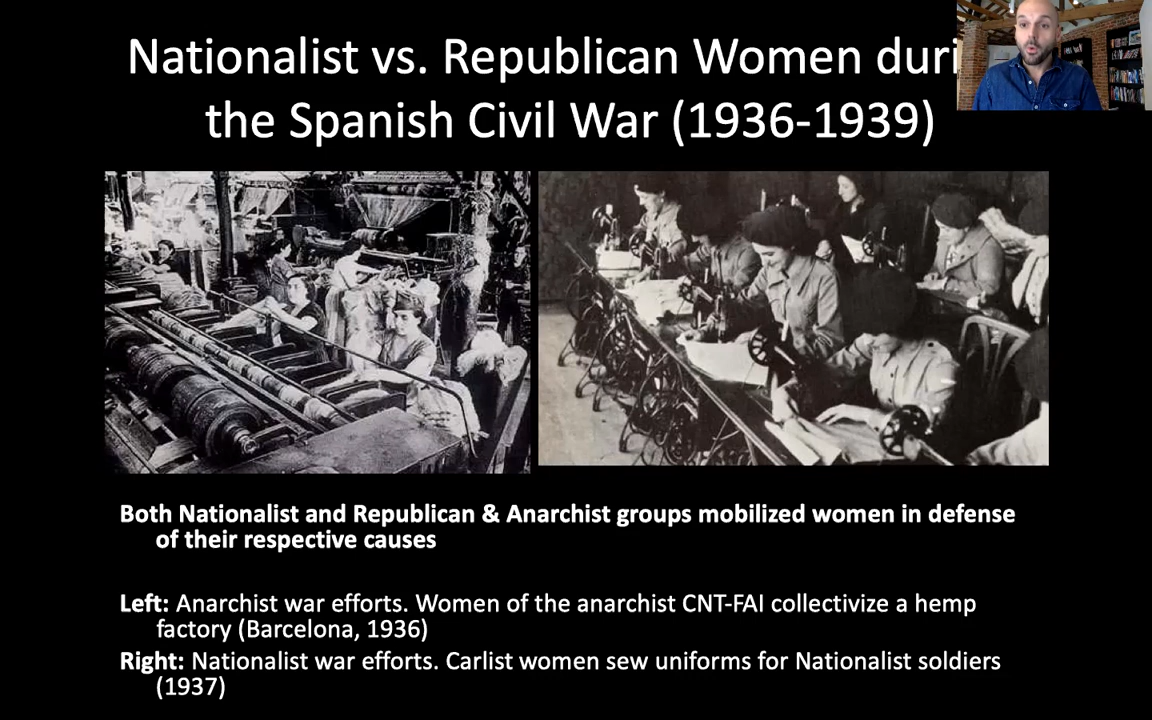 Nationalist vs. Republican Women duri
the Spanish Civil War (1936-1939)
Both Nationalist and Republican & Anarchist groups mobilized women in defense
of their respective causes
Left: Anarchist war efforts. Women of the anarchist CNT-FAI collectivize a hemp
factory (Barcelona, 1936)
Right: Nationalist war efforts. Carlist women sew uniforms for Nationalist soldiers
(1937)